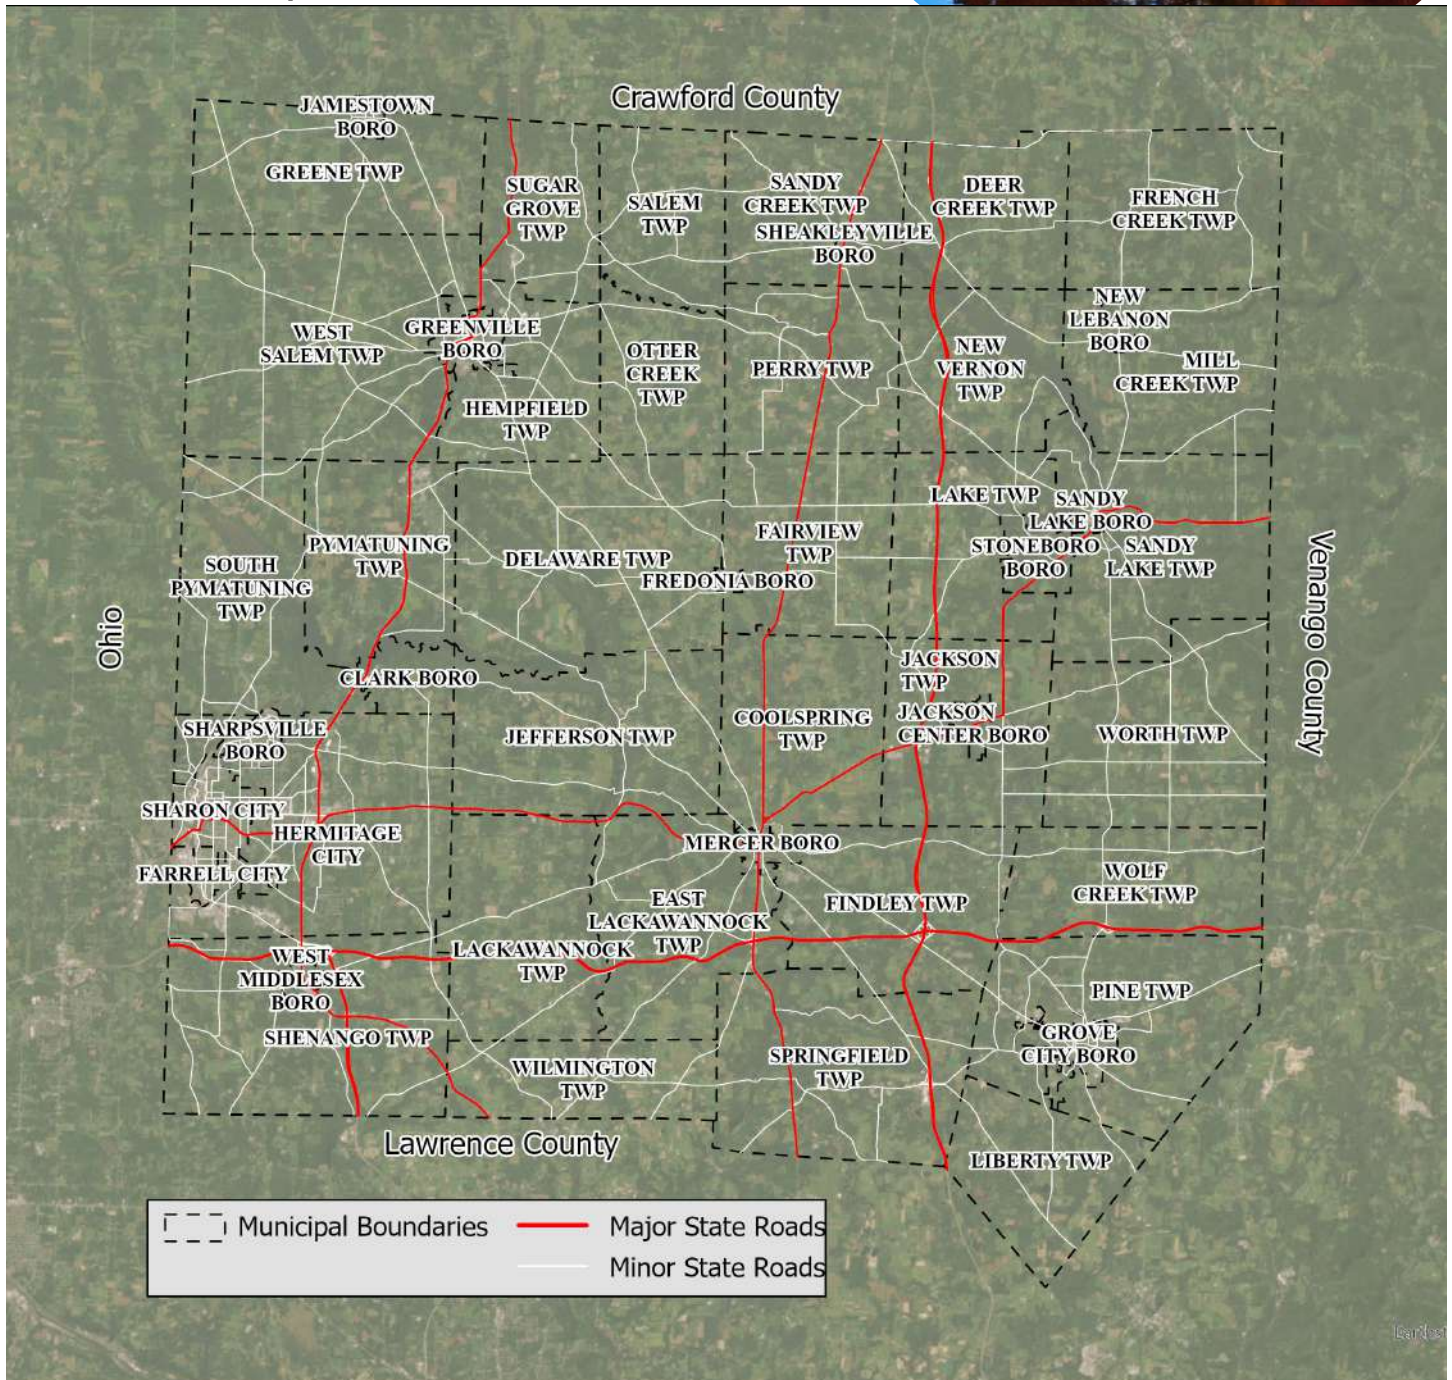 Crawford County
JAMESTOWN
BORO
GREENE TWP
SUGAR
GROVE
TWP
SALEM
TWP
SANDY
CREEK TWP
SHEAKLEYVILLE
BORO
DEER
CREEK TWP
FRENCH
CREEK TWP
WEST
SALEM TWP
GREENVILLE
BORO
HEMPFIELD
TWP
OTTER
CREEK
TWP
PERRY TWP
NEW
VERNON
TWP
NEW
LEBANON
BORO
MILL
CREEK TWP
SOUTH
PYMATUNING
TWP
PYMATUNING
TWP
DELAWARE TWP
FAIRVIEW
TWP
FREDONIA BORO
LAKE TWP
SANDY
LAKE BORO
STONEBORO
BORO
SANDY
LAKE TWP
Ohio
Venango County
CLARK BORO
SHARPSVILLE
BORO
JEFFERSON TWP
COOLSPRING
TWP
JACKSON
TWP
JACKSON
CENTER BORO
WORTH TWP
SHARON CITY
HERMITAGE
CITY
FARRELL CITY
MERCER BORO
EAST
LACKAWANNOCK
TWP
FINDLEY TWP
WOLF
CREEK TWP
WEST
MIDDLESEX
BORO
LACKAWANNOCK
TWP
SHENANGO TWP
WILMINGTON
TWP
SPRINGFIELD
TWP
PINE TWP
GROVE
CITY BORO
LIBERTY TWP
Lawrence County
Municipal Boundaries
Major State Roads
Minor State Roads